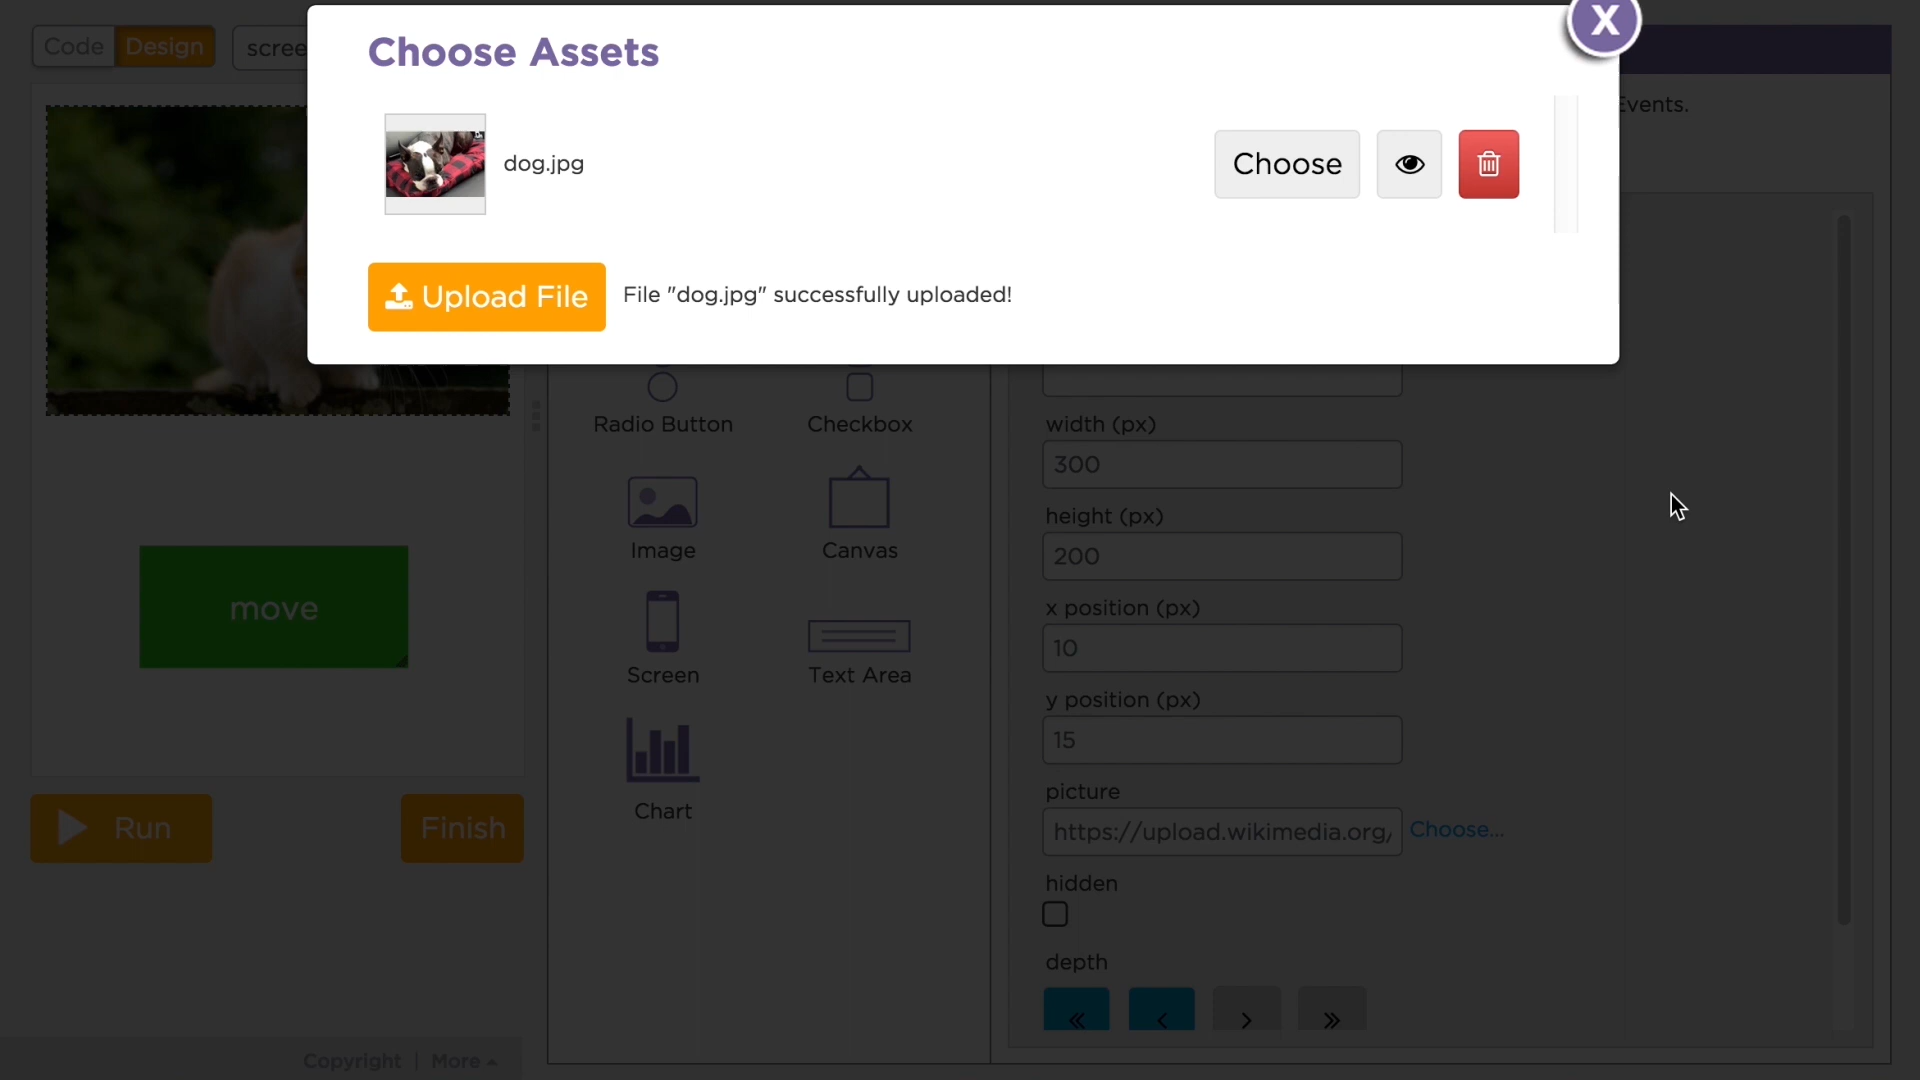 Code
Design
scree
Choose Assets
X
Events.
dog.jpg
Choose
Upload File
File "dog.jpg" successfully uploaded!
Radio Button
Checkbox
Image
Canvas
Screen
Text Area
Chart
move
Run
Finish
width (px)
300
height (px)
200
x position (px)
10
y position (px)
15
picture
https://upload.wikimedia.org/
Choose...
hidden
depth
Copyright | More